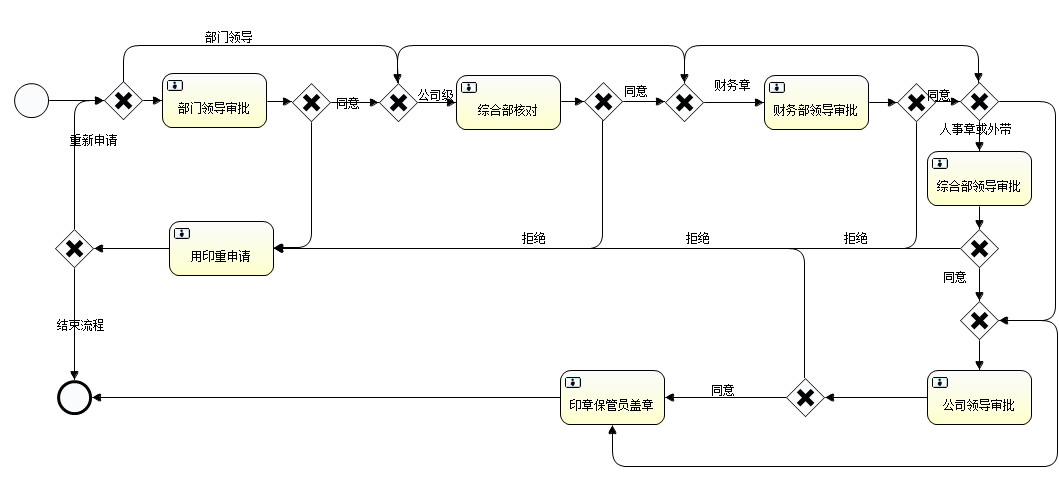 部门领导
部门领导审批
同意
公司级
综合部核对
同意
财务章
财务部领导审批
同意
重新申请
人事章或外带
综合部领导审批
用印重申请
拒绝
拒绝
拒绝
同意
结束流程
印章保管员盖章
同意
公司领导审批